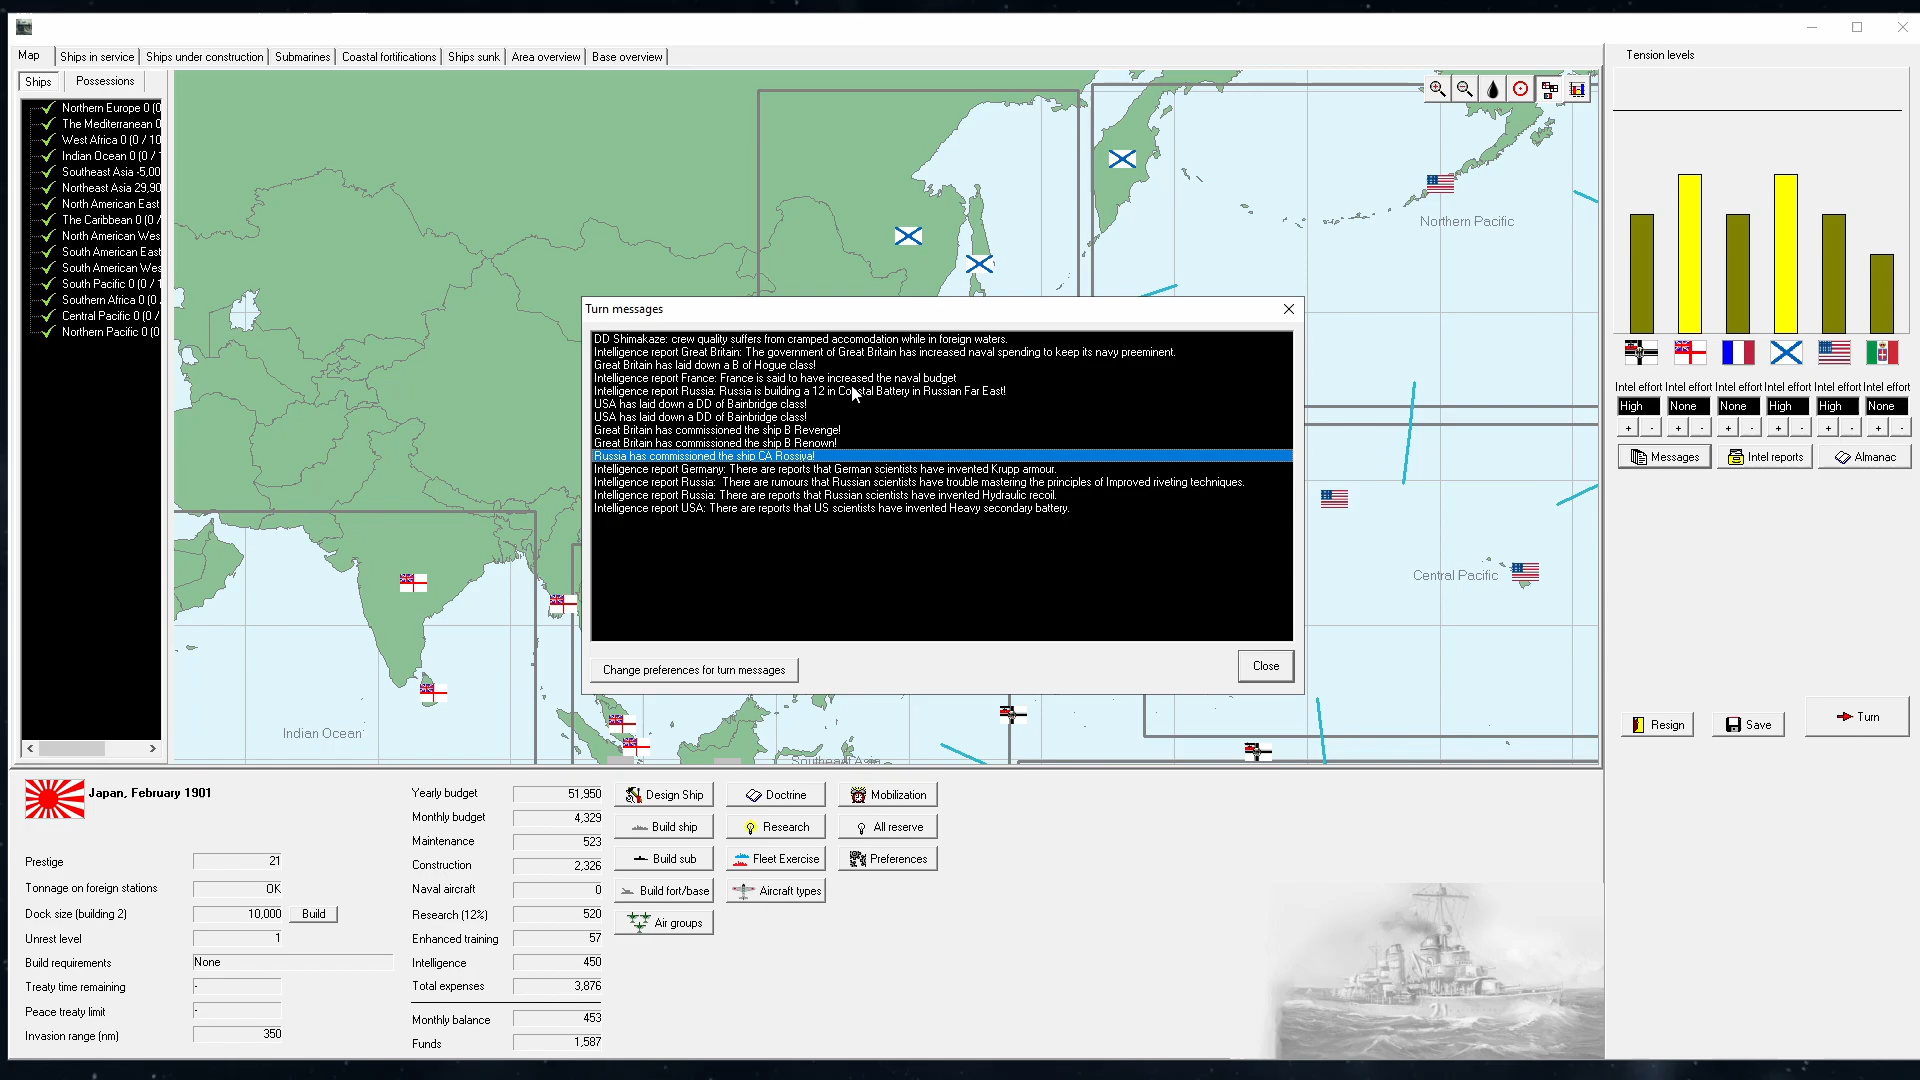 Map
Ships in service
Ships under construction
Submarines
Coastal fortifications
Ships sunk
Area overview
Base overview
Tension levels
Ships
Possessions
Northern Europe 0 (0
The Mediterranean 0
West Africa 0 (0 / 10
Indian Ocean 0 (0 /
Southeast Asia -5,00
Northeast Asia 29,90
North American East
The Caribbean 0 (0 /
North American Wes
South American East
South American Wes
South Pacific 0 (0 / 1
Southern Africa 0 (0
Central Pacific 0 (0 /
Northern Pacific 0 (0
Northern Pacific
Central Pacific
Indian Ocean
Southeast Asia
Turn messages
DD Shimakaze: crew quality suffers from cramped accomodation while in foreign waters.
Intelligence report Great Britain: The government of Great Britain has increased naval spending to keep its navy preeminent.
Great Britain has laid down a B of Hogue class!
Intelligence report France: France is said to have increased the naval budget
Intelligence report Russia: Russia is building a 12 in Coastal Battery in Russian Far East!
USA has laid down a DD of Bainbridge class!
USA has laid down a DD of Bainbridge class!
Great Britain has commissioned the ship B Revenge!
Great Britain has commissioned the ship B Renown!
Russia has commissioned the ship CA Rossiya!
Intelligence report Germany: There are reports that German scientists have invented Krupp armour.
Intelligence report Russia:  There are rumours that Russian scientists have trouble mastering the principles of Improved riveting techniques.
Intelligence report Russia: There are reports that Russian scientists have invented Hydraulic recoil.
Intelligence report USA: There are reports that US scientists have invented Heavy secondary battery.
Change preferences for turn messages
Close
Intel effort Intel effort Intel effort Intel effort Intel effort Intel effort
High None None High High None
+ - + - + - + - + - + -
Messages
Intel reports
Almanac
Resign
Save
Turn
Japan, February 1901
Prestige 21
Tonnage on foreign stations OK
Dock size (building 2) 10,000 Build
Unrest level 1
Build requirements None
Treaty time remaining -
Peace treaty limit -
Invasion range (nm) 350
Yearly budget 51,950
Monthly budget 4,329
Maintenance 523
Construction 2,326
Naval aircraft 0
Research (12%) 520
Enhanced training 57
Intelligence 450
Total expenses 3,876
Monthly balance 453
Funds 1,587
Design Ship
Doctrine
Mobilization
Build ship
Research
All reserve
Build sub
Fleet Exercise
Preferences
Build fort/base
Aircraft types
Air groups